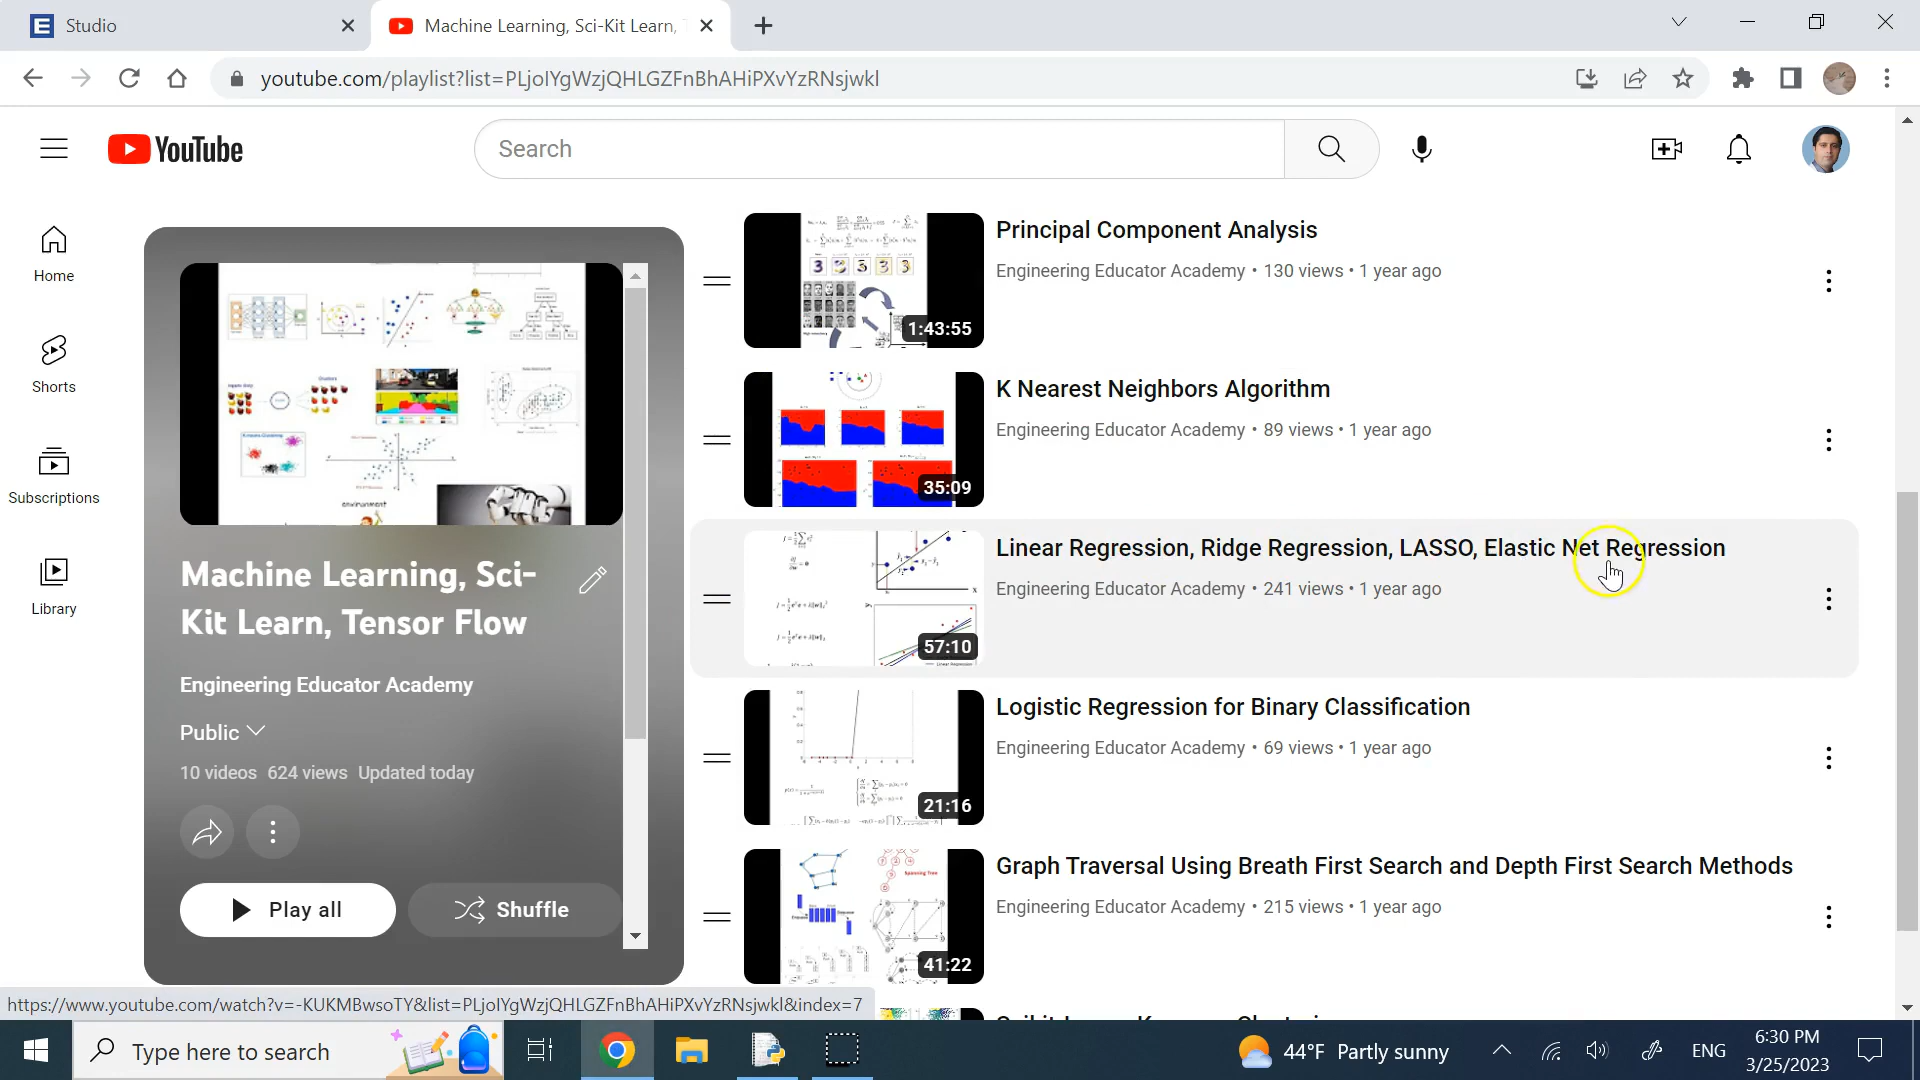 Studio
Machine Learning, Sci-Kit Learn,
youtube.com/playlist?list=PLjolYgWzjQHLGZFnBhAHiPXvYzRNsjwkl
YouTube
Search
Home
Shorts
Subscriptions
Library
Machine Learning, Sci-
Kit Learn, Tensor Flow
Engineering Educator Academy
Public
10 videos 624 views Updated today
Play all
Shuffle
Principal Component Analysis
Engineering Educator Academy • 130 views • 1 year ago
1:43:55
K Nearest Neighbors Algorithm
Engineering Educator Academy • 89 views • 1 year ago
35:09
Linear Regression, Ridge Regression, LASSO, Elastic Net Regression
Engineering Educator Academy • 241 views • 1 year ago
57:10
Logistic Regression for Binary Classification
Engineering Educator Academy • 69 views • 1 year ago
21:16
Graph Traversal Using Breath First Search and Depth First Search Methods
Engineering Educator Academy • 215 views • 1 year ago
41:22
https://www.youtube.com/watch?v=-KUKMBwsoTY&list=PLjolYgWzjQHLGZFnBhAHiPXvYzRNsjwkl&index=7
Type here to search
44°F Partly sunny
ENG
6:30 PM
3/25/2023